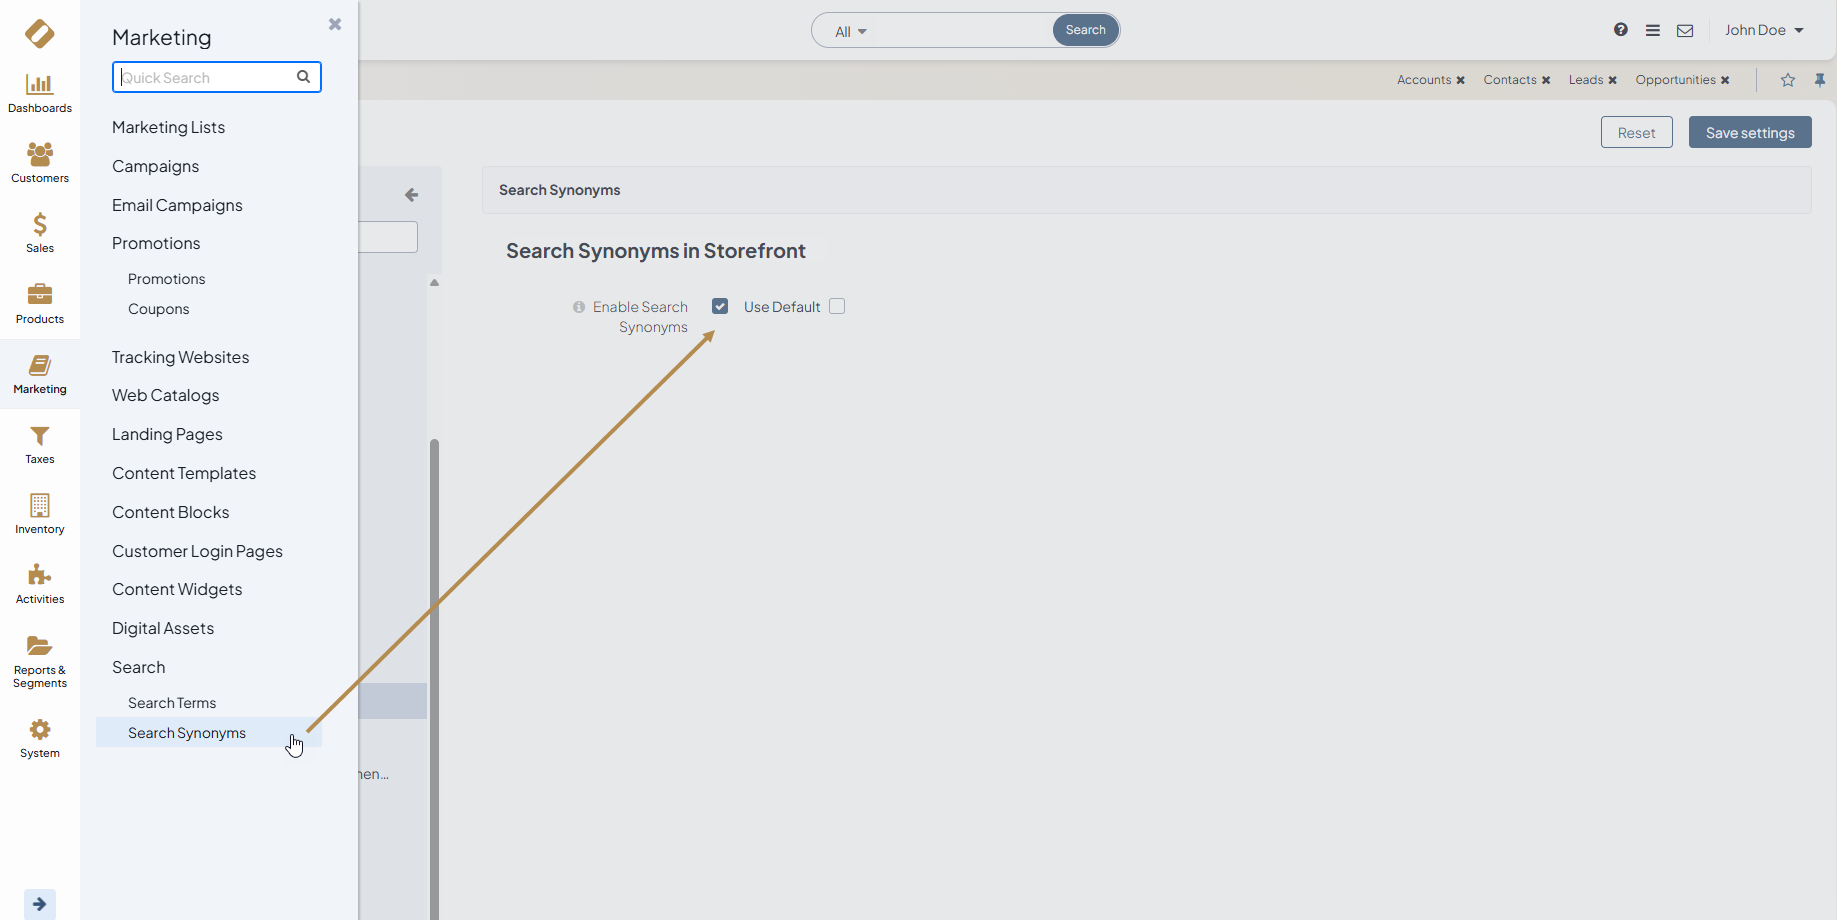 Dashboards
Customers
Sales
Products
Marketing
Taxes
Inventory
Activities
Reports &
Segments
System
Marketing
Quick Search
Marketing Lists
Campaigns
Email Campaigns
Promotions
Promotions
Coupons
Tracking Websites
Web Catalogs
Landing Pages
Content Templates
Content Blocks
Customer Login Pages
Content Widgets
Digital Assets
Search
Search Terms
Search Synonyms
All
Search
John Doe
Accounts
Contacts
Leads
Opportunities
Reset
Save settings
Search Synonyms
Search Synonyms in Storefront
Enable Search
Synonyms
Use Default